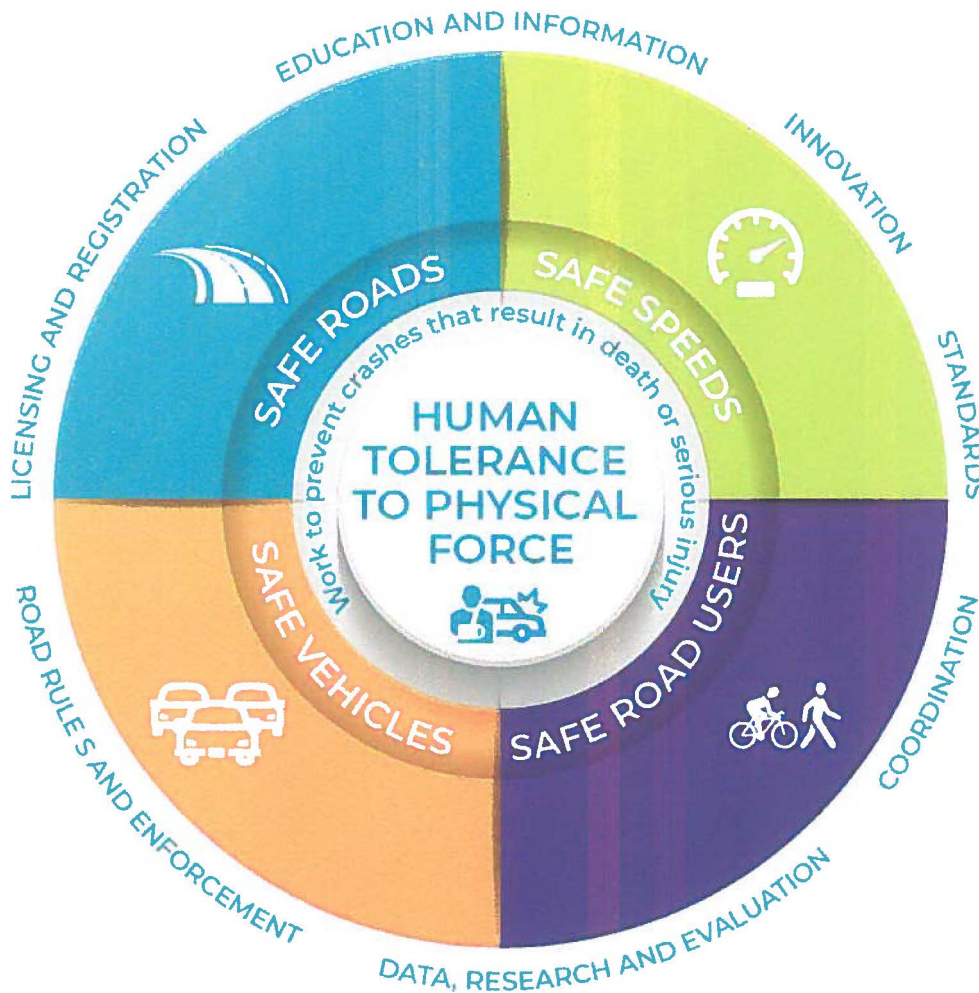 EDUCATION AND INFORMATION
INNOVATION
STANDARDS
COORDINATION
DATA, RESEARCH AND EVALUATION
ROAD RULE S AND ENFORCEMENT
LICENSING AND REGISTRATION
SAFE ROADS
SAFE SPEEDS
SAFE ROAD USERS
SAFE VEHICLES
Work to prevent crashes that result in death or serious injury
HUMAN
TOLERANCE
TO PHYSICAL
FORCE